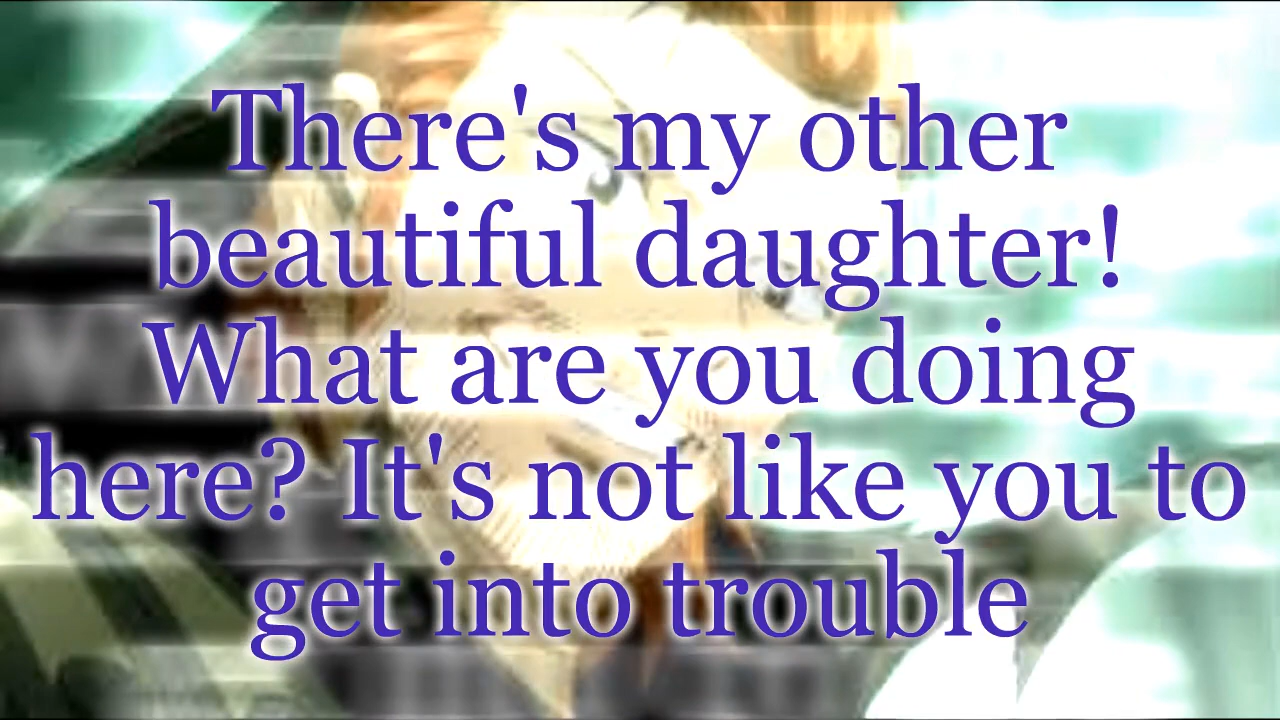 There's my other
beautiful daughter!
What are you doing
here? It's not like you to
get into trouble